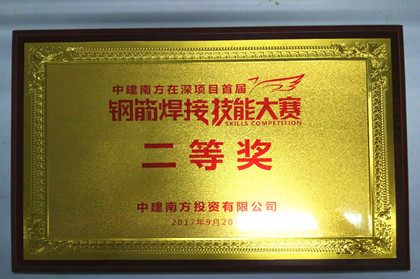 中建南方在深项目首届
钢筋焊接技能大赛
SKILLS COMPETITION
二等奖
中建南方投资有限公司
2017年9月20